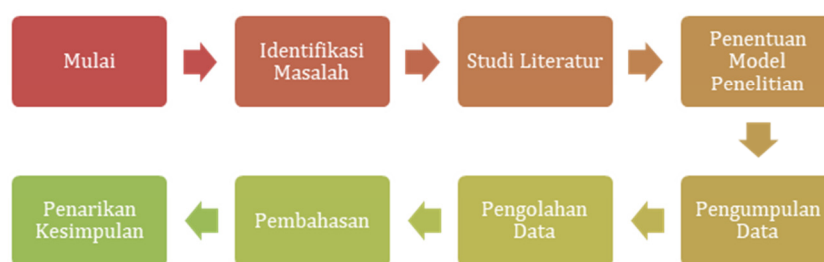 Mulai
Identifikasi
Masalah
Studi Literatur
Penentuan
Model
Penelitian
Pengumpulan
Data
Pengolahan
Data
Pembahasan
Penarikan
Kesimpulan